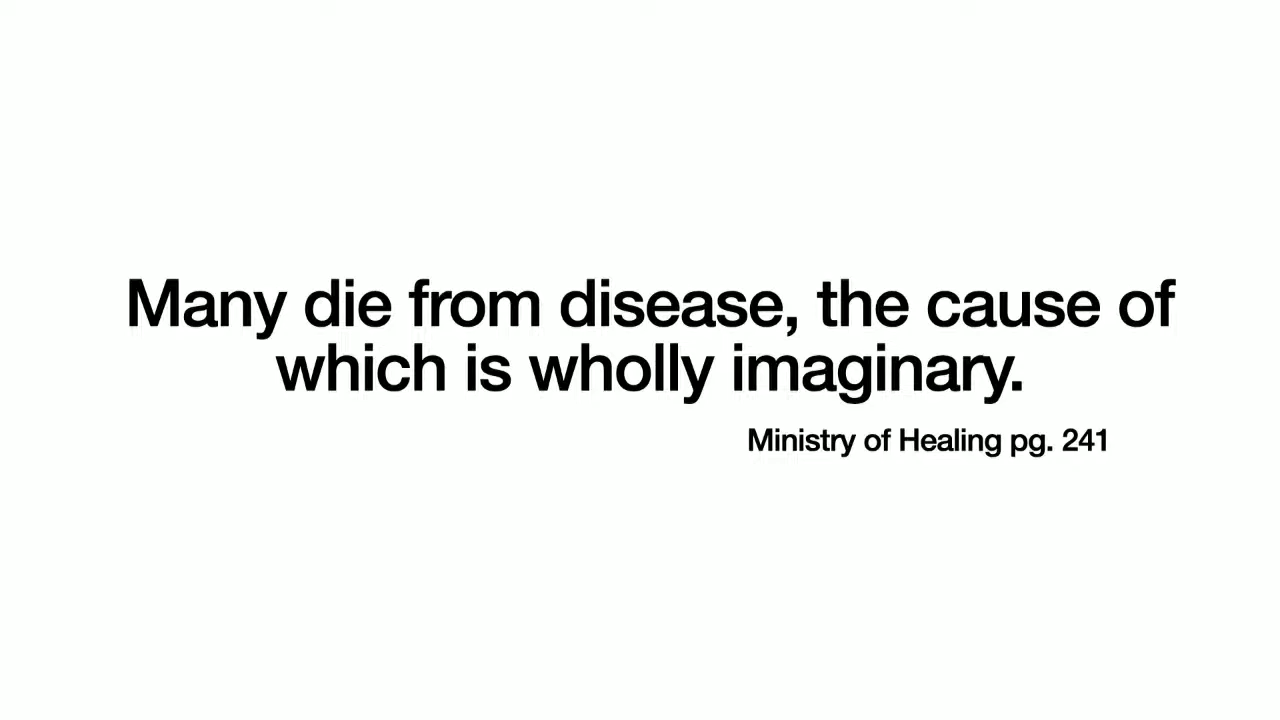 Many die from disease, the cause of
which is wholly imaginary.
Ministry of Healing pg. 241